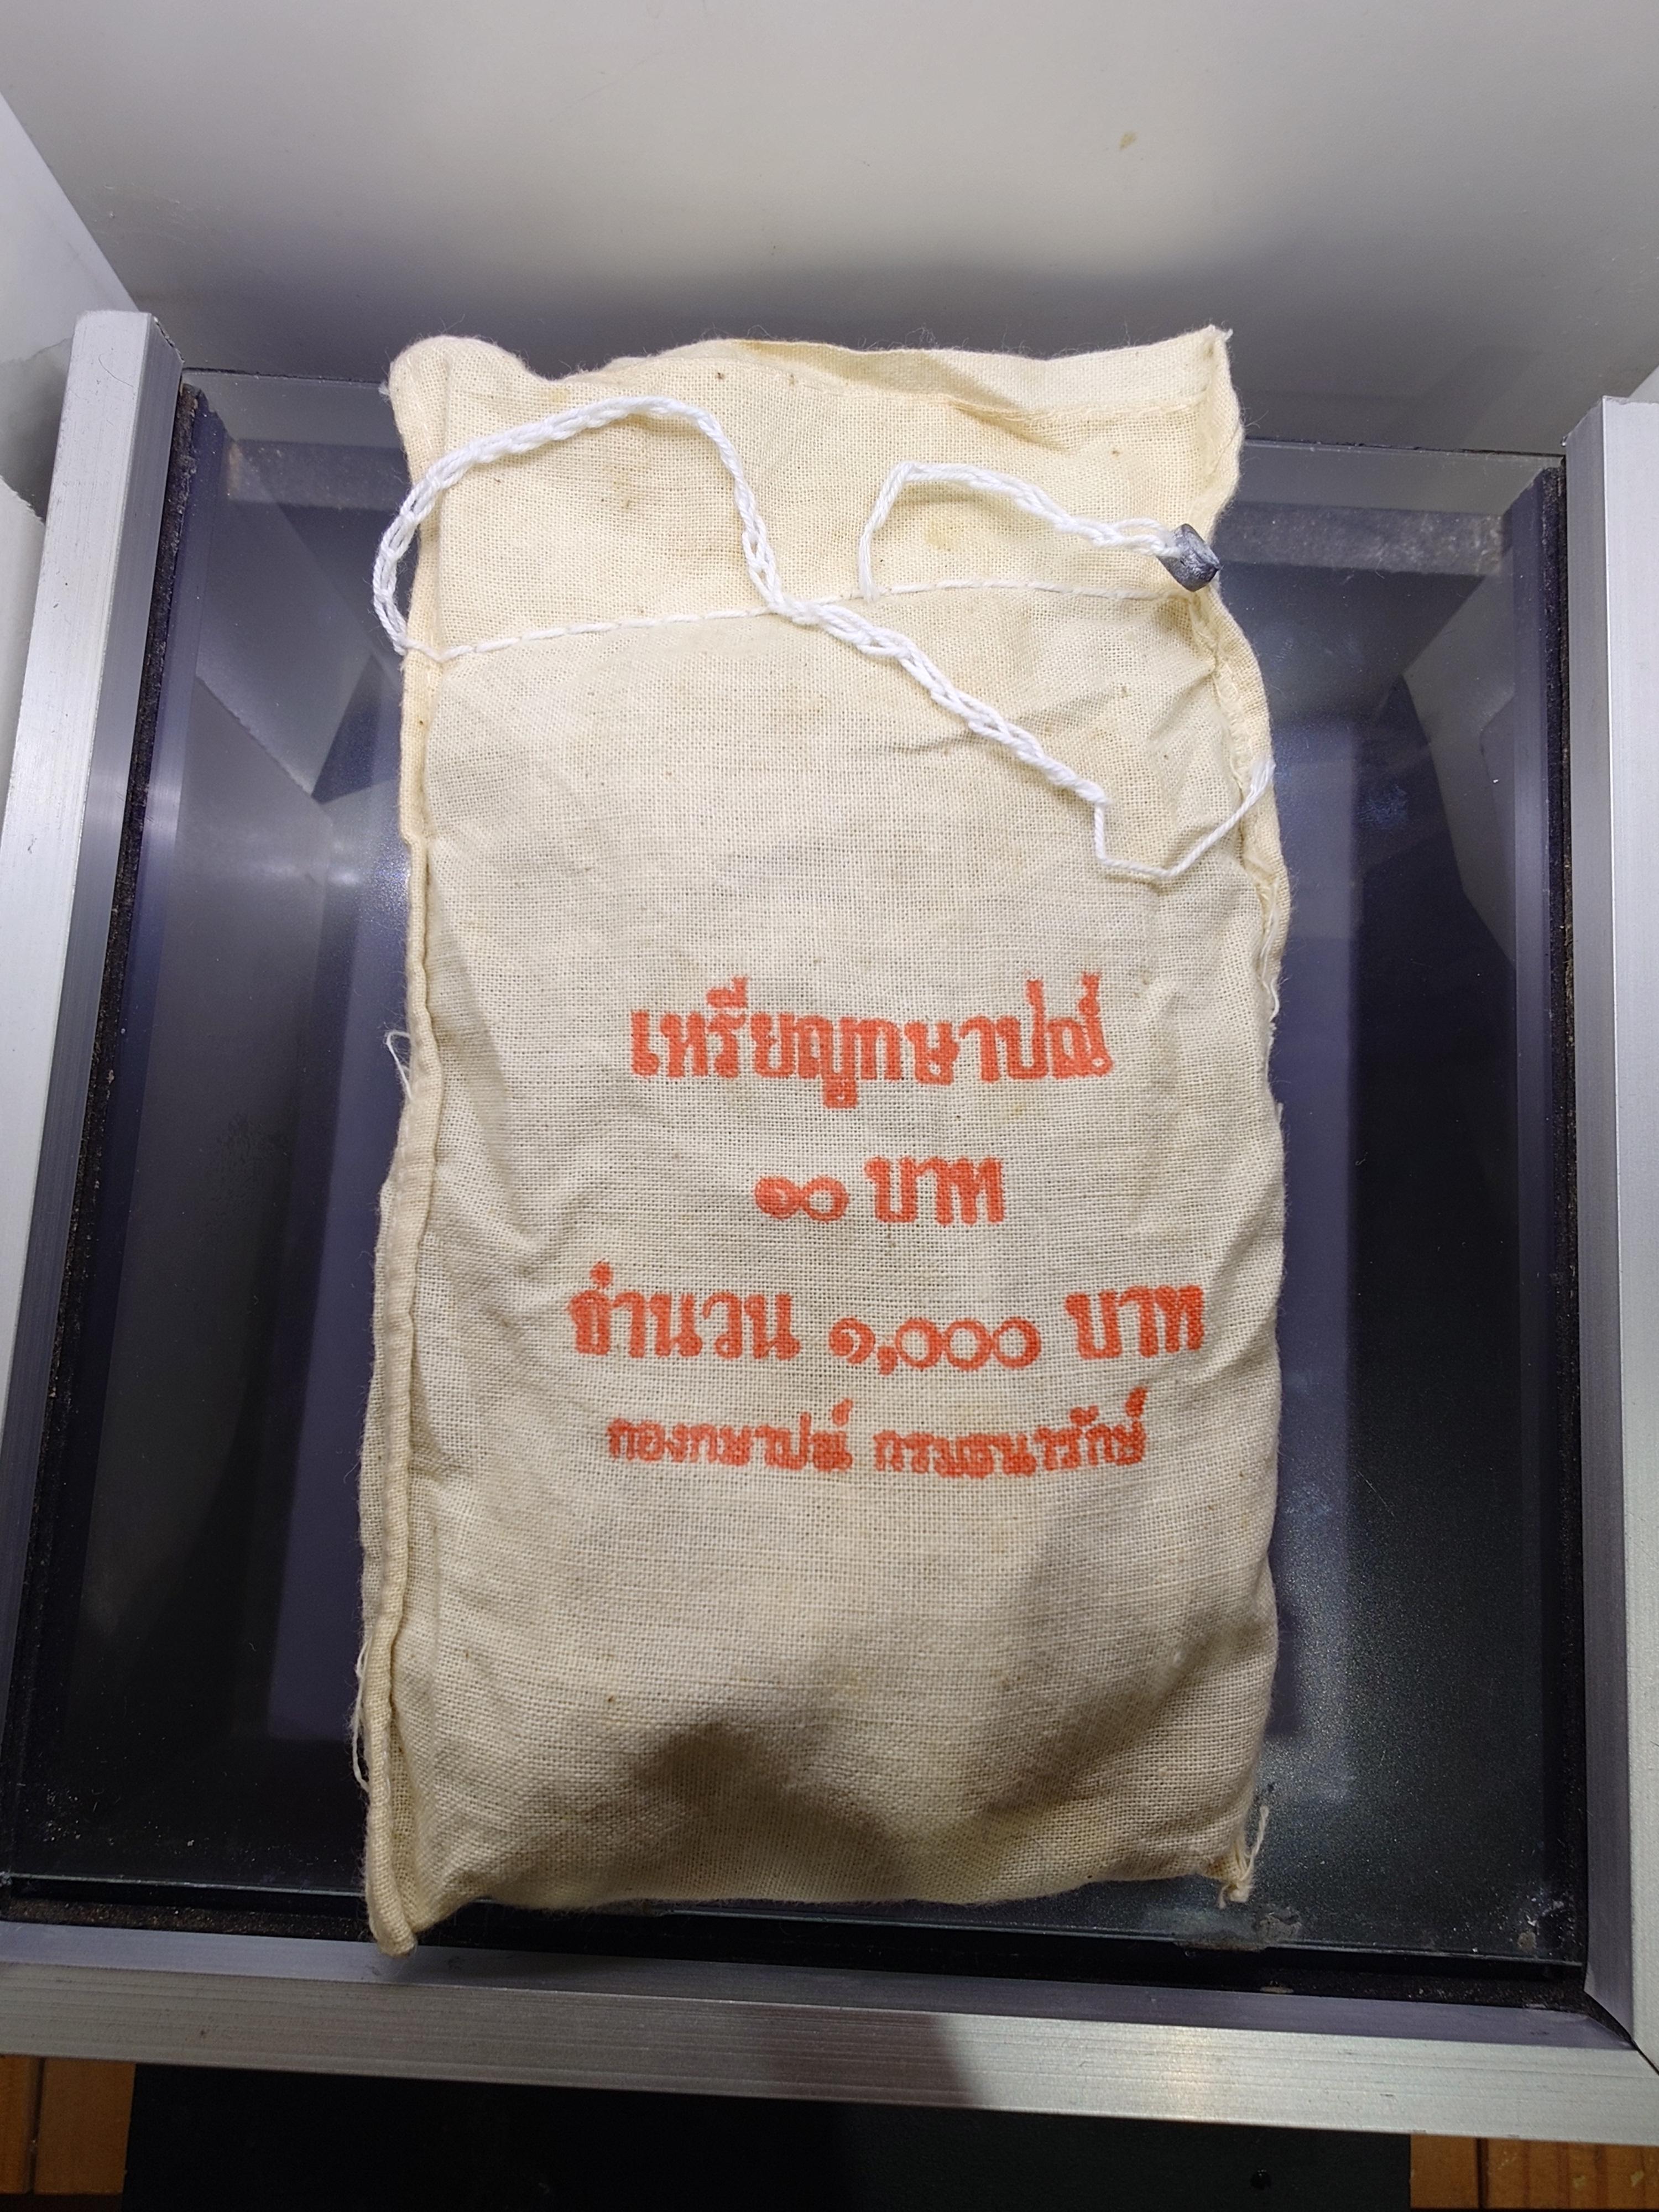 เหรียญกษาปณ์
๑๐ บาท
จำนวน ๑,๐๐๐ บาท
กองกษาปณ์ กรมธนารักษ์